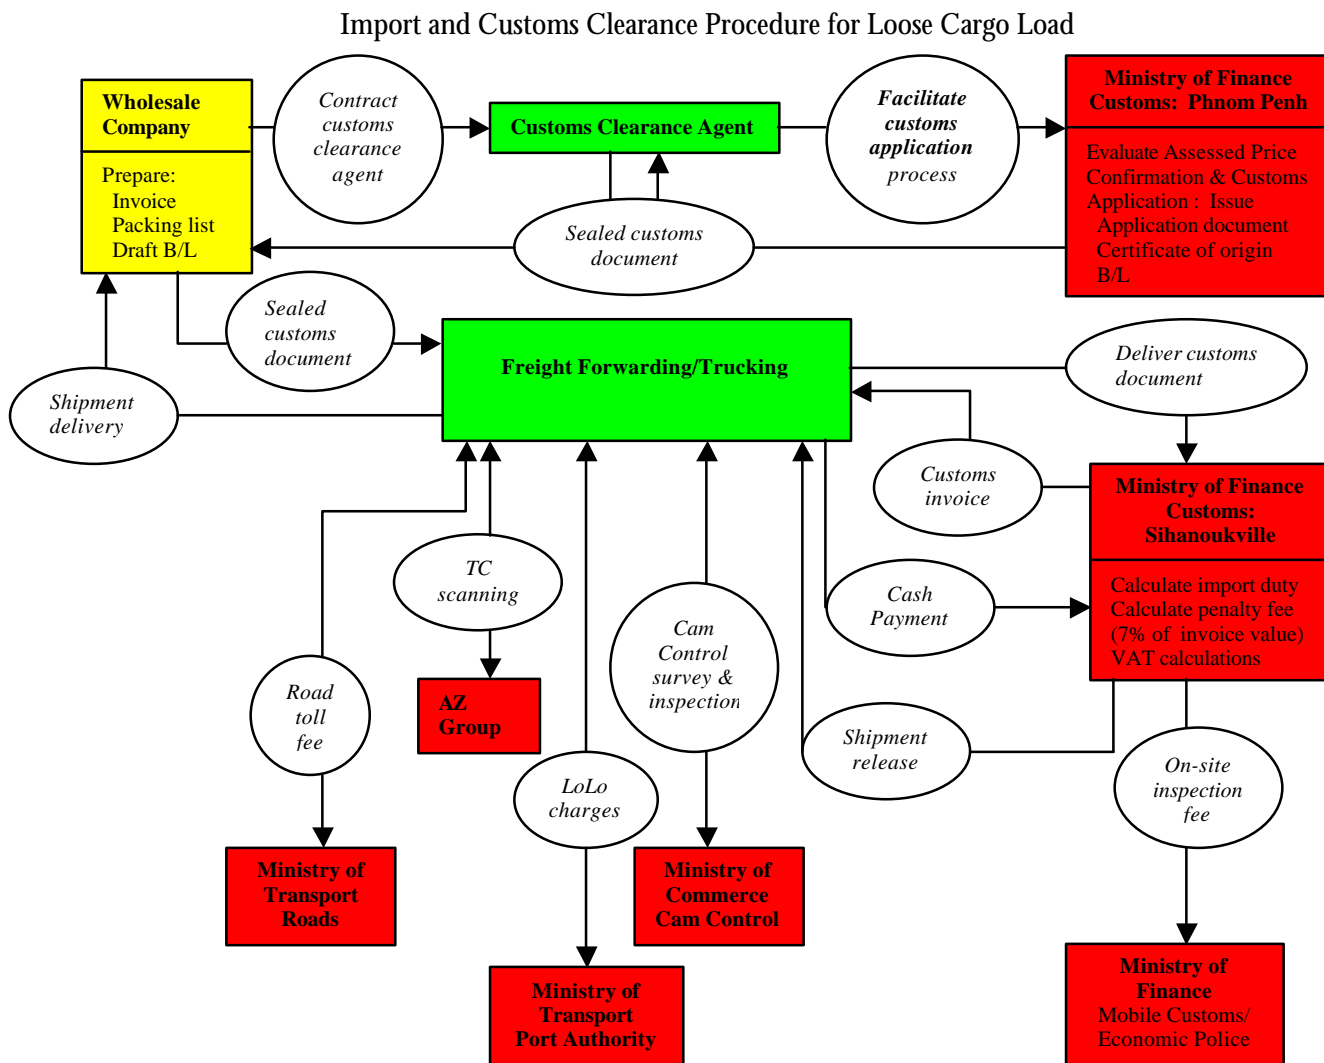 Import and Customs Clearance Procedure for Loose Cargo Load
Wholesale
Company
Prepare:
Invoice
Packing list
Draft B/L
Contract
customs
clearance
agent
Customs Clearance Agent
Facilitate
customs
application
process
Ministry of Finance
Customs: Phnom Penh
Evaluate Assessed Price
Confirmation & Customs
Application : Issue
Application document
Certificate of origin
B/L
Sealed customs
document
Sealed
customs
document
Freight Forwarding/Trucking
Deliver customs
document
Shipment
delivery
Customs
invoice
Ministry of Finance
Customs:
Sihanoukville
Calculate import duty
Calculate penalty fee
(7% of invoice value)
VAT calculations
TC
scanning
Cash
Payment
Cam
Control
survey &
inspection
Road
toll
fee
AZ
Group
Shipment
release
LoLo
charges
On-site
inspection
fee
Ministry of
Transport
Roads
Ministry of
Commerce
Cam Control
Ministry of
Transport
Port Authority
Ministry of
Finance
Mobile Customs/
Economic Police